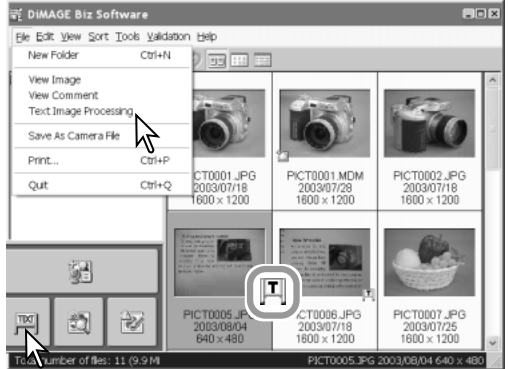 DiMAGE Biz Software
File Edit View Sort Tools Validation Help
New Folder Ctrl+N
View Image
View Comment
Text Image Processing
Save As Camera File
Print... Ctrl+P
Quit Ctrl+Q
PICT0001.JPG PICT0001.MDM PICT0002.JPG
2003/07/18 2003/07/28 2003/07/18
1600 x 1200 1600 x 1200 1600 x 1200
PICT0005.JPG PICT0006.JPG PICT0007.JPG
2003/08/04 2003/07/18 2003/07/25
640 x 480 1600 x 1200 1600 x 1200
T
T
TEXT
Total number of files: 11 (9.9 M PICT0005.JPG 2003/08/04 640 x 480